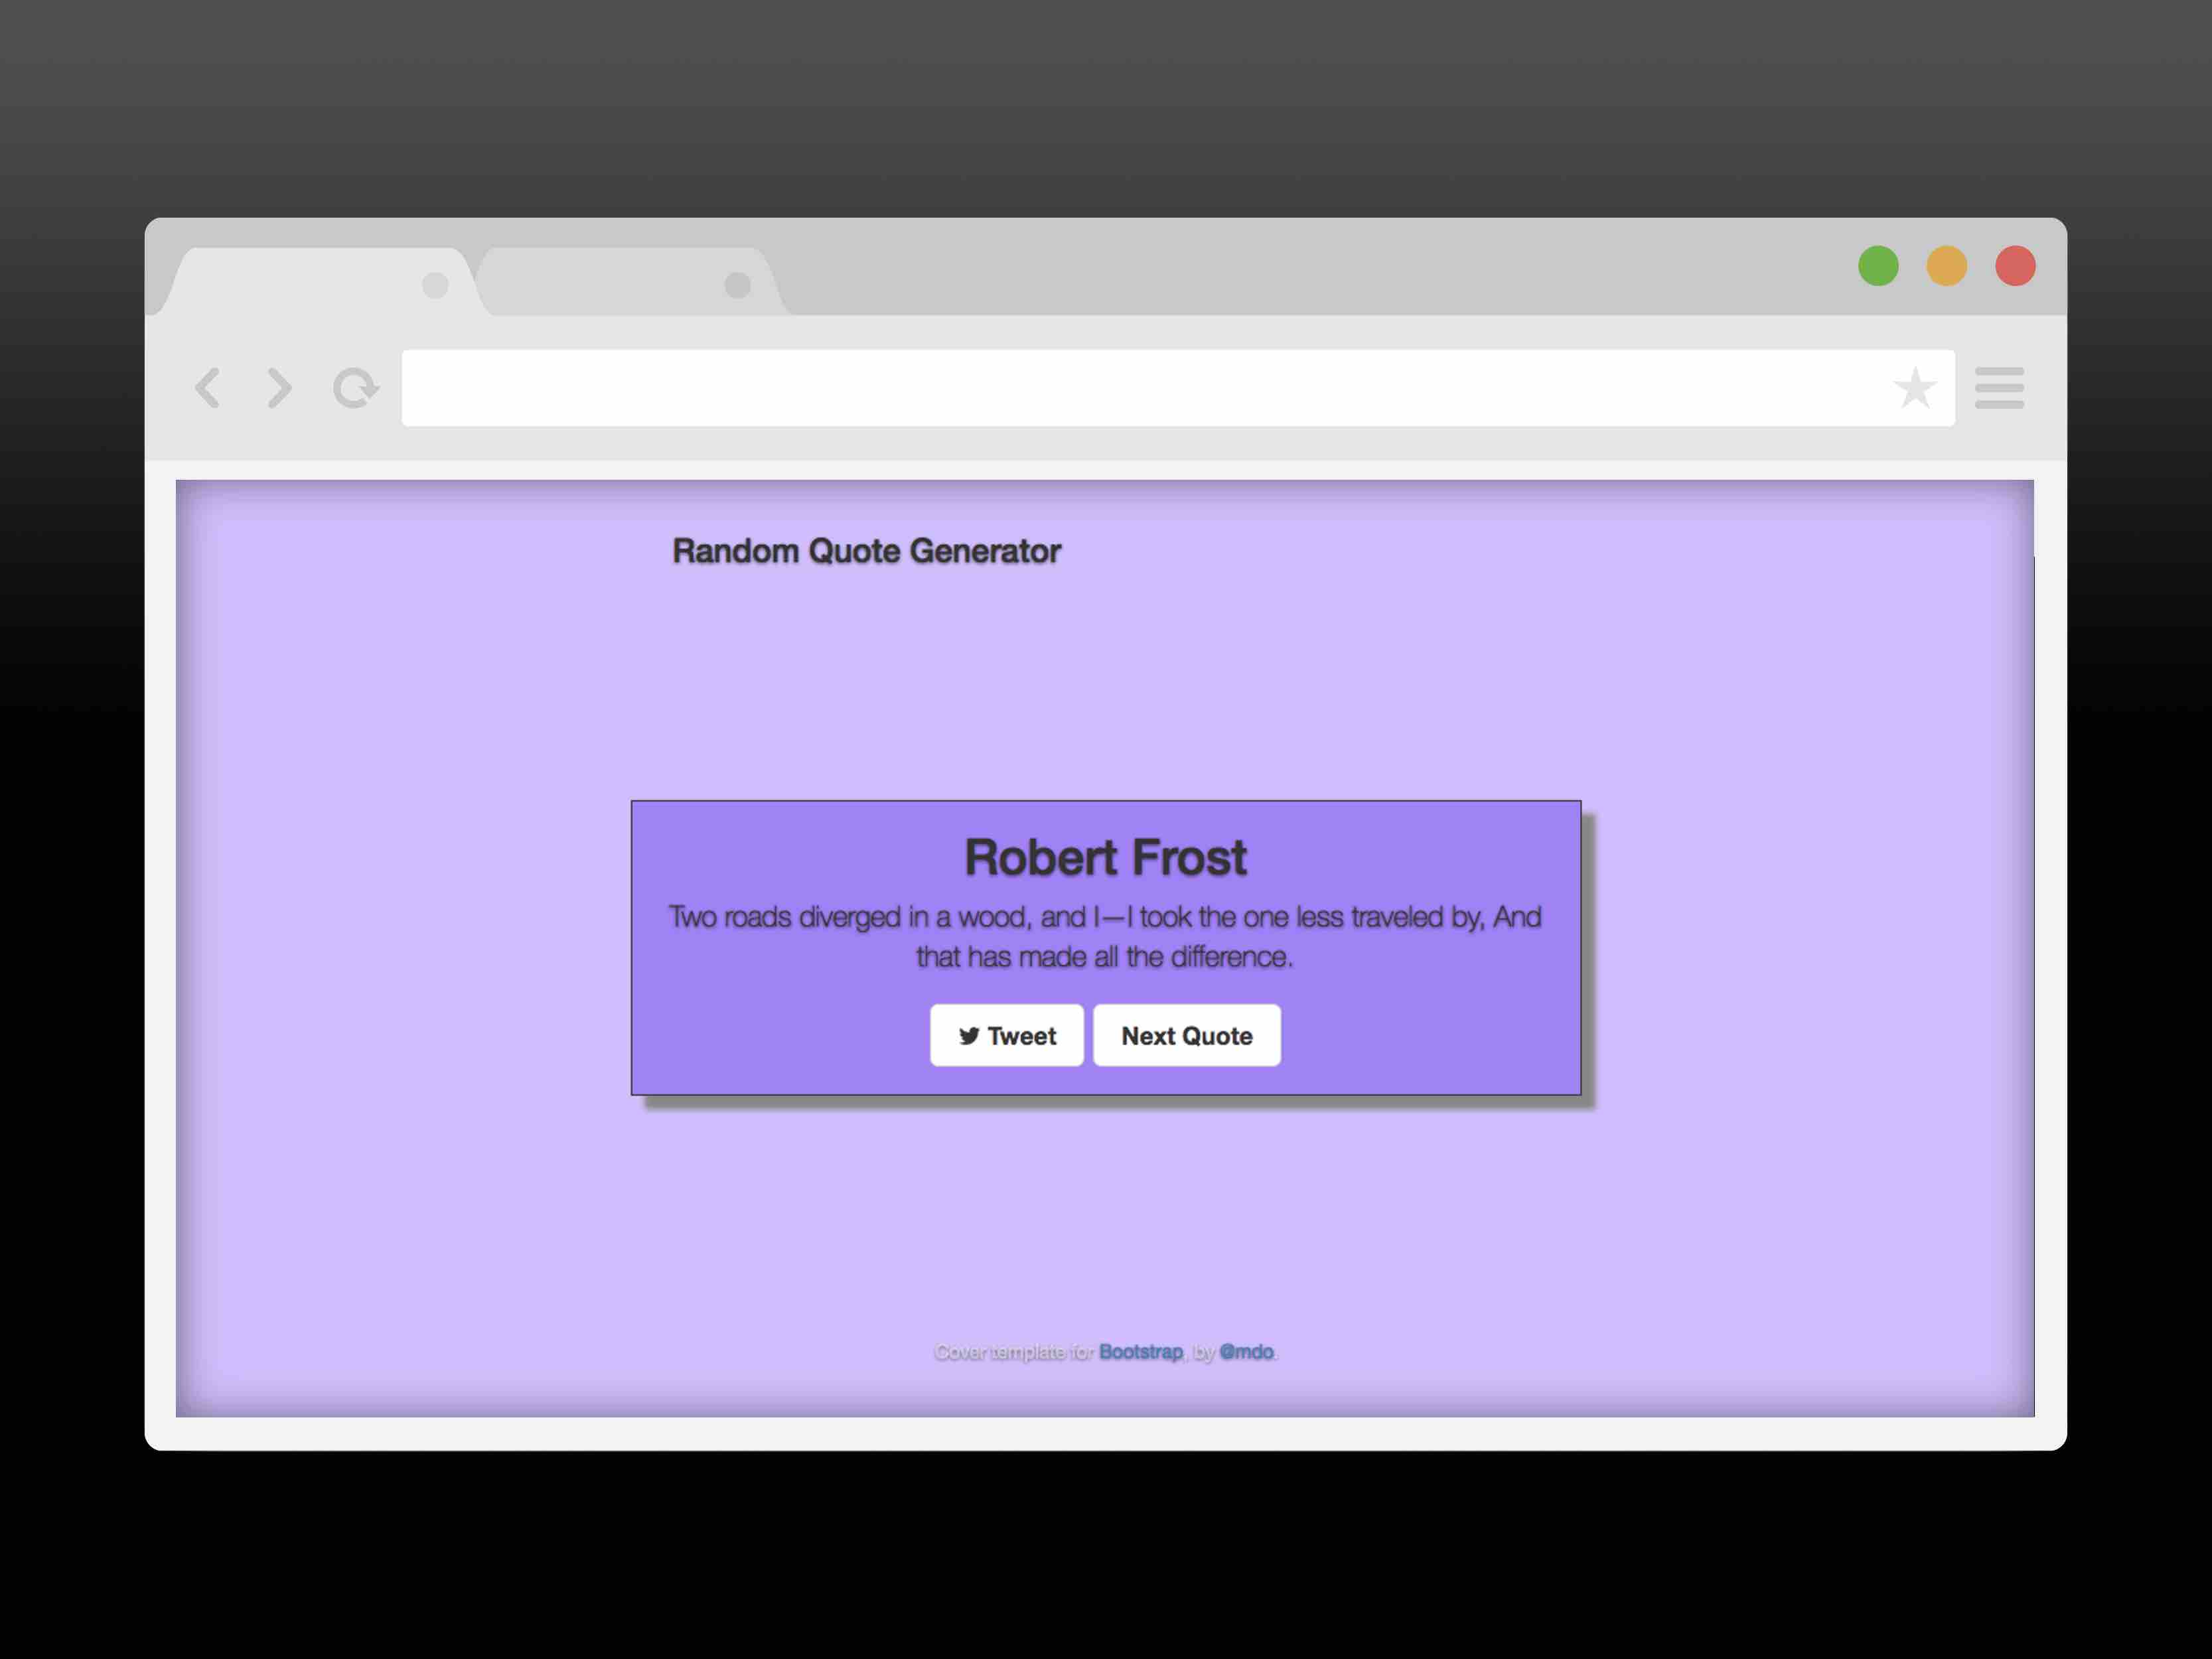 Random Quote Generator
Robert Frost
Two roads diverged in a wood, and I—I took the one less traveled by, And
that has made all the difference.
Tweet
Next Quote
Cover template for Bootstrap, by @mdo.